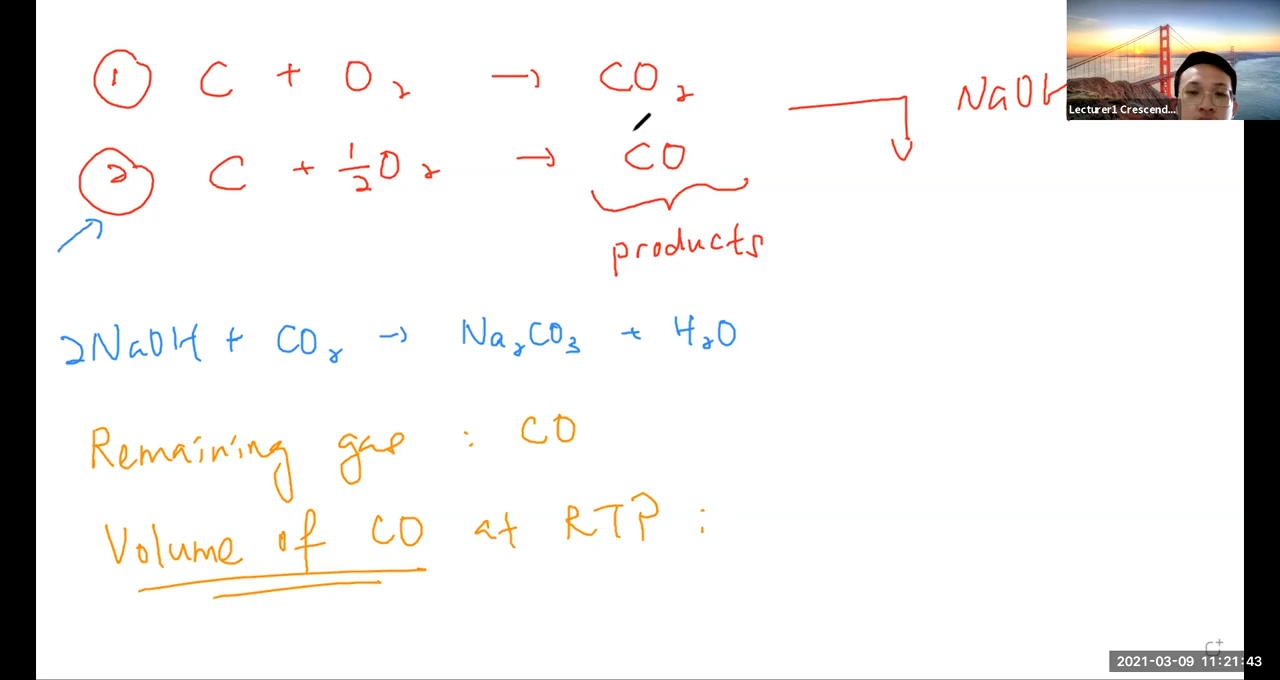 ① C + O₂ → CO₂ NaOH
Lecturer1 Crescend...
② C + 1/2 O₂ → CO
products
2NaOH + CO₂ → Na₂CO₃ + H₂O
Remaining gas : CO
Volume of CO at RTP :
2021-03-09 11:21:43